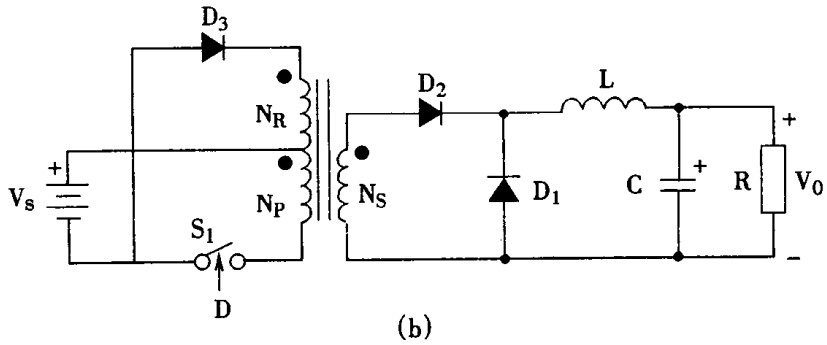 D3
D2
L
NR
+
VS
NP
NS
D1
C
+
R
+
V0
-
S1
D
(b)